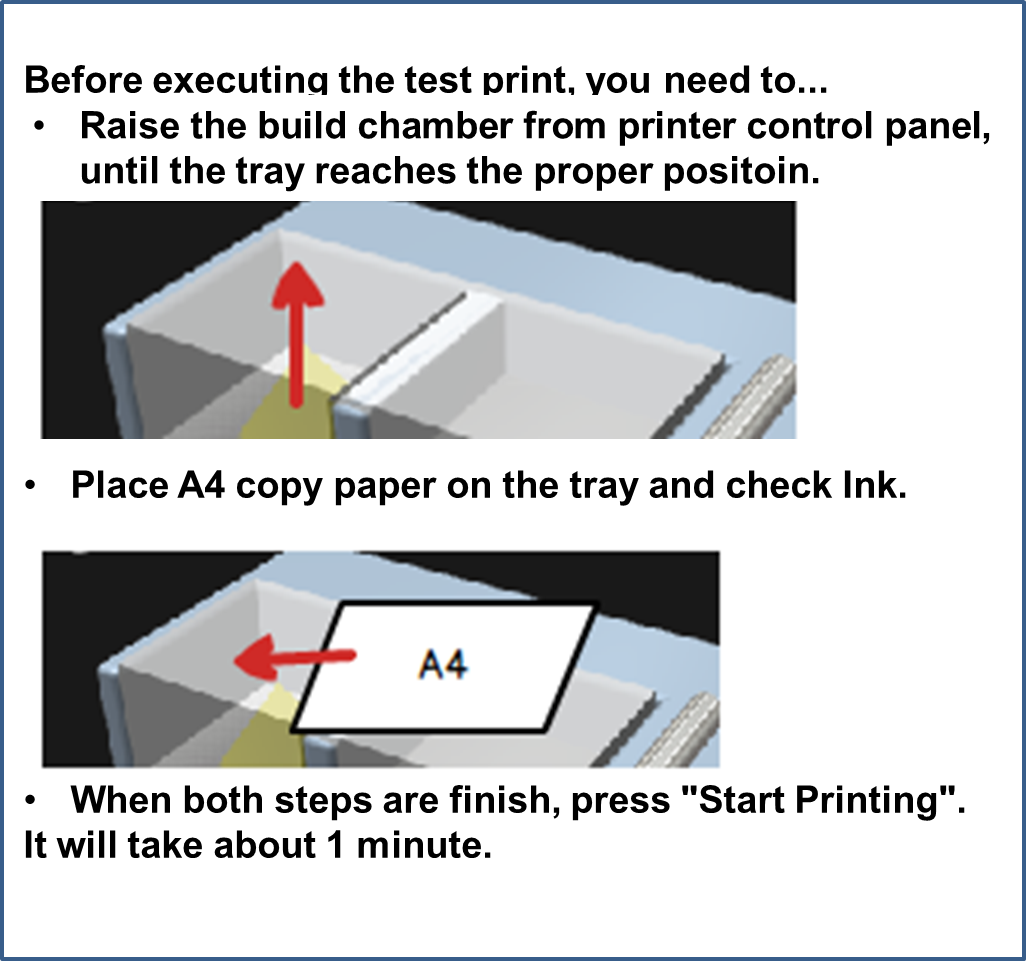 Before executing the test print, you need to...
• Raise the build chamber from printer control panel,
until the tray reaches the proper positoin.
• Place A4 copy paper on the tray and check Ink.
A4
• When both steps are finish, press "Start Printing".
It will take about 1 minute.